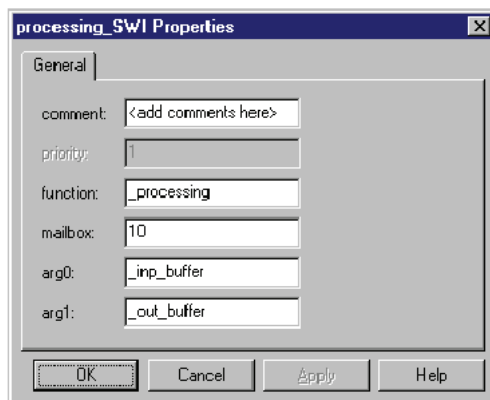 processing_SWI Properties
General
comment: <add comments here>
priority: 1
function: _processing
mailbox: 10
arg0: _inp_buffer
arg1: _out_buffer
OK Cancel Apply Help